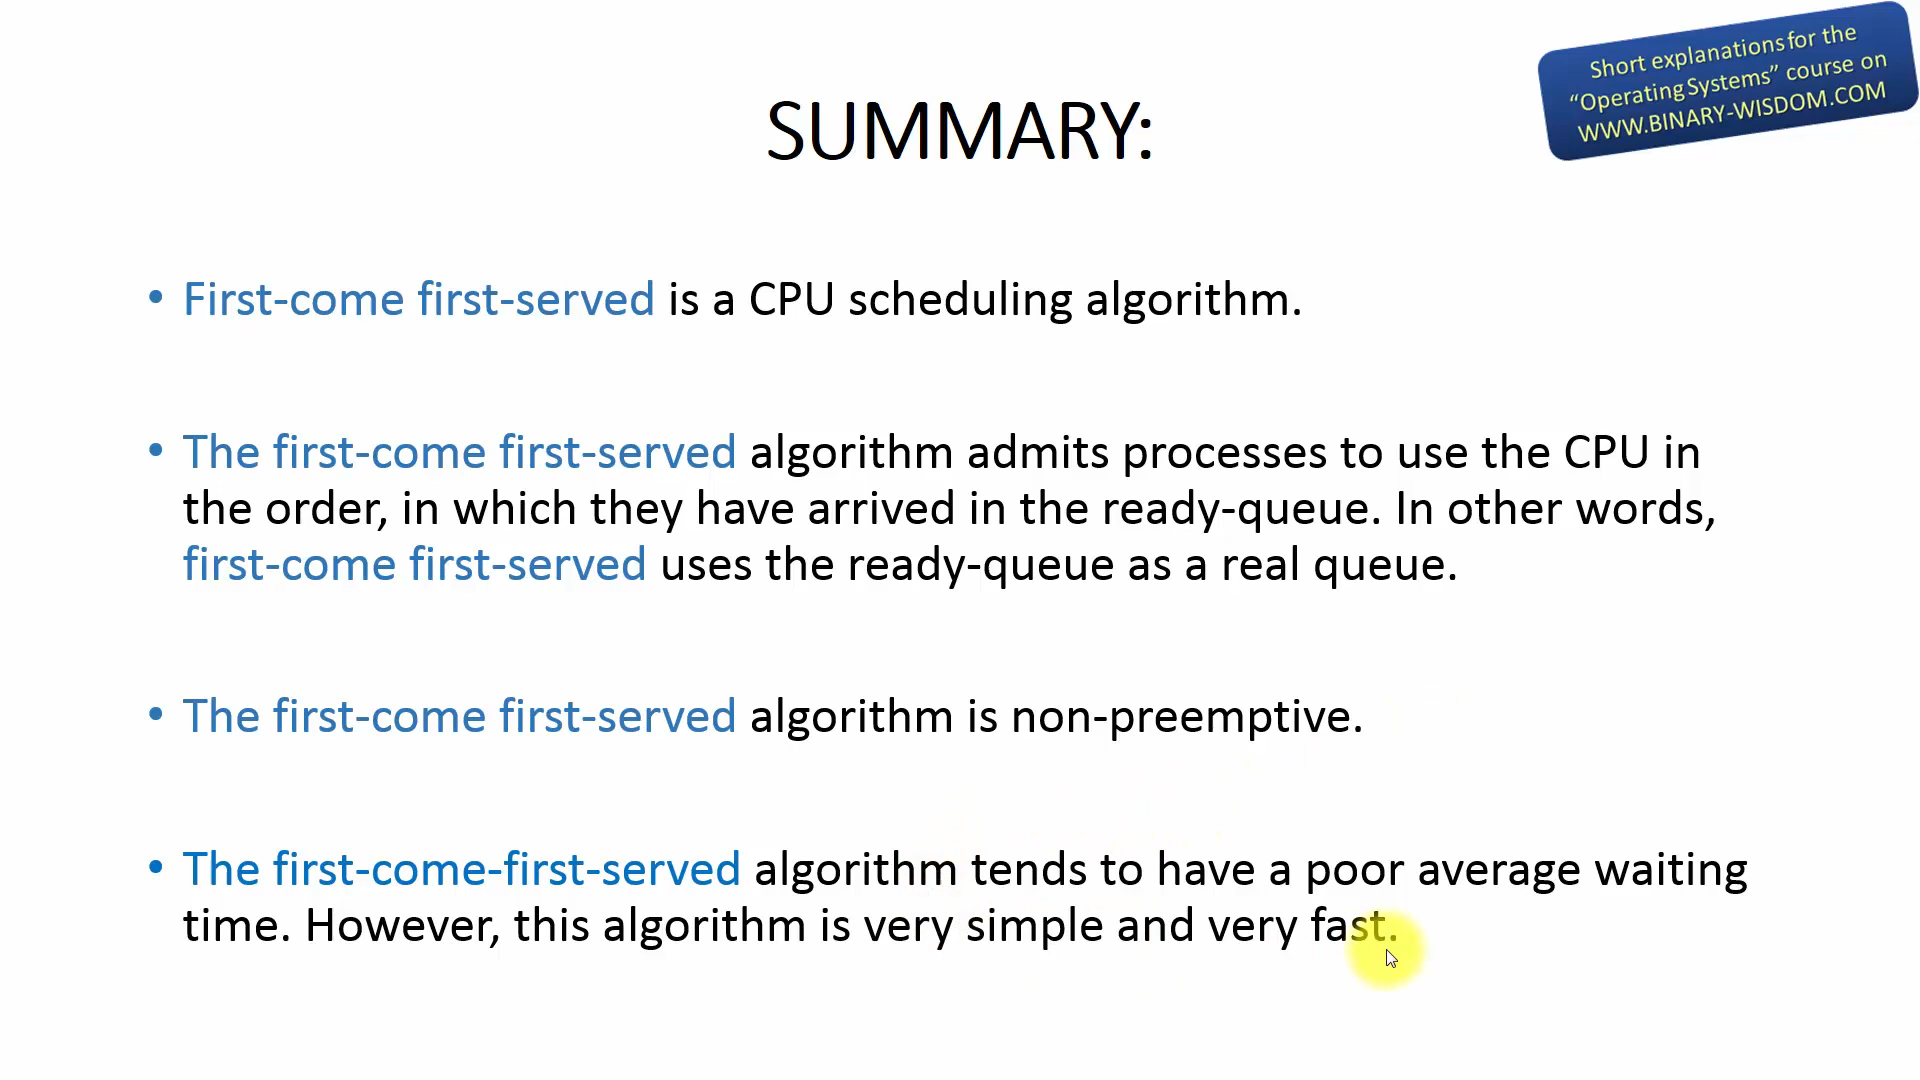 Short explanations for the
“Operating Systems” course on
WWW.BINARY-WISDOM.COM
SUMMARY:
• First-come first-served is a CPU scheduling algorithm.
• The first-come first-served algorithm admits processes to use the CPU in
the order, in which they have arrived in the ready-queue. In other words,
first-come first-served uses the ready-queue as a real queue.
• The first-come first-served algorithm is non-preemptive.
• The first-come-first-served algorithm tends to have a poor average waiting
time. However, this algorithm is very simple and very fast.